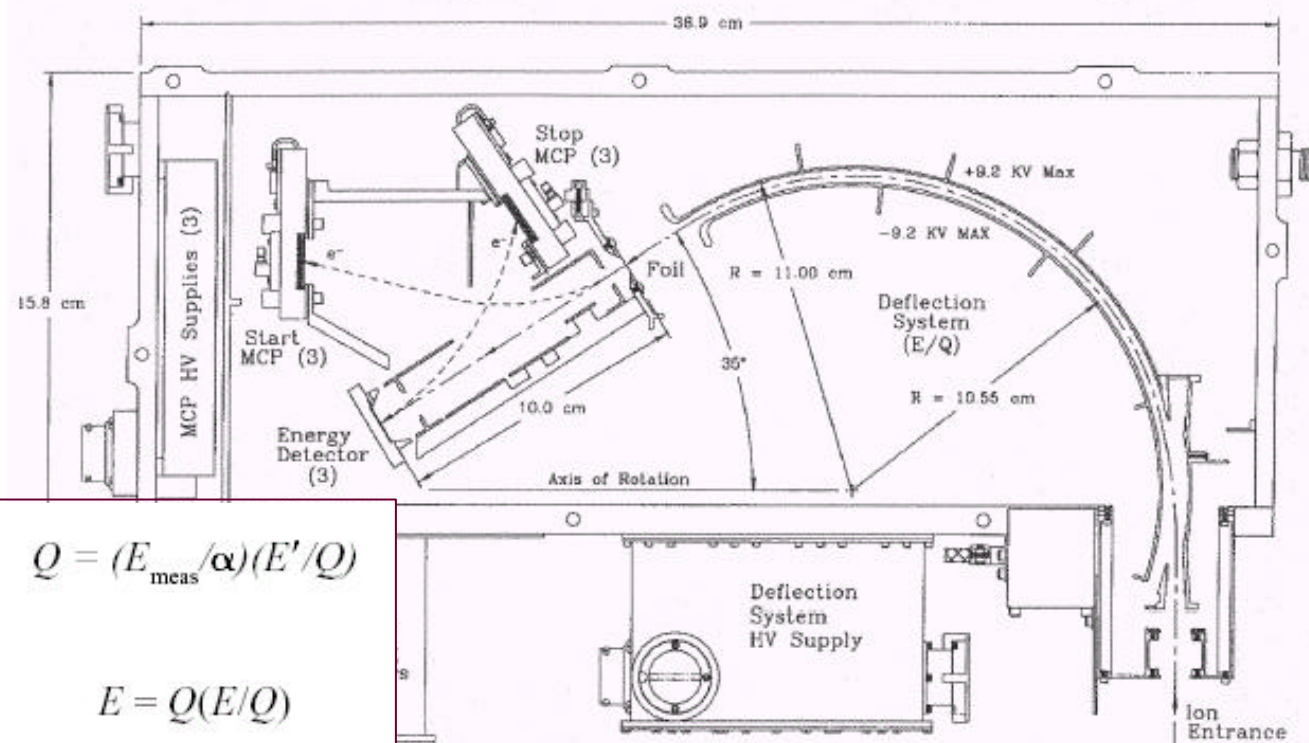 38.9 cm
Stop
MCP (3)
+9.2 KV Max
-9.2 KV MAX
e-
e-
Foil
R = 11.00 cm
MCP HV Supplies (3)
15.8 cm
Deflection
System
(E/Q)
Start
MCP (3)
35°
R = 10.55 cm
10.0 cm
Energy
Detector
(3)
Axis of Rotation
Q = (E_meas/α)(E'/Q)
E = Q(E/Q)
s
Deflection
System
HV Supply
Ion
Entrance